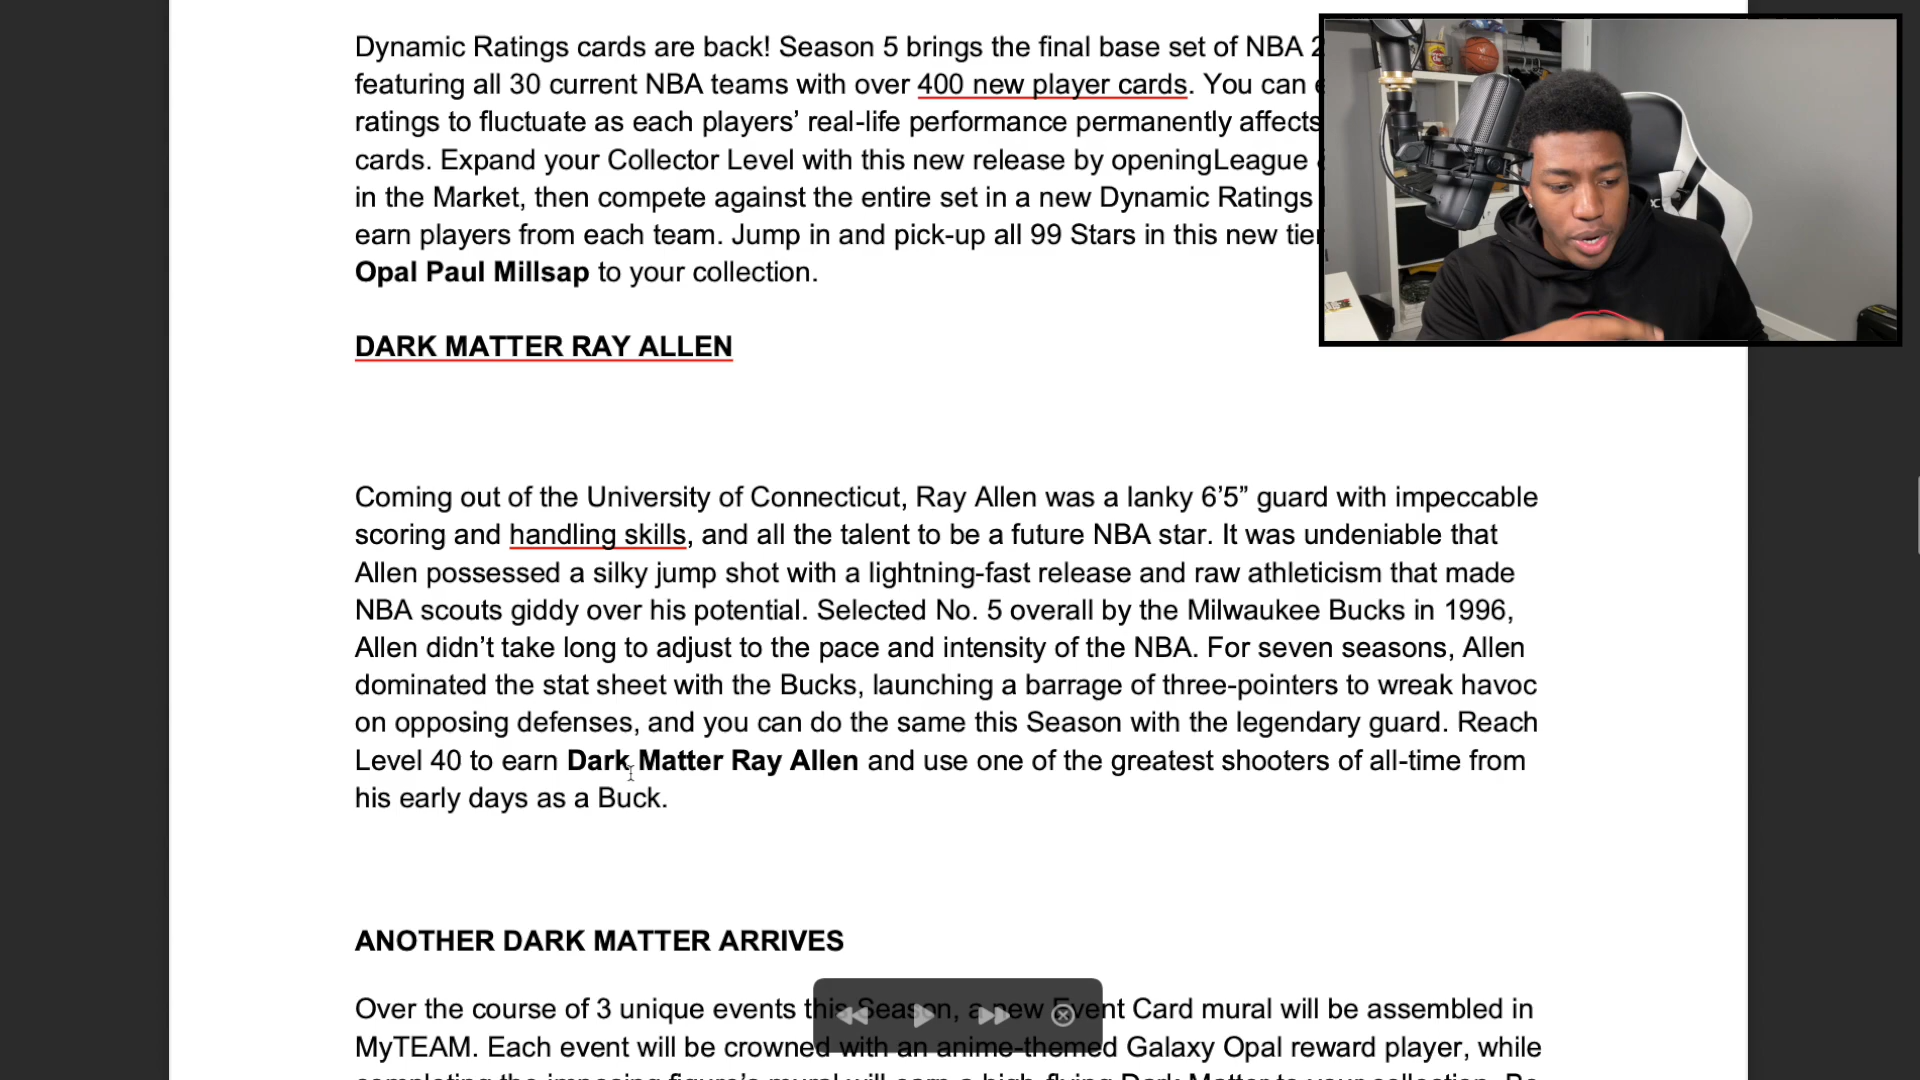 Dynamic Ratings cards are back! Season 5 brings the final base set of NBA
featuring all 30 current NBA teams with over 400 new player cards. You can
ratings to fluctuate as each players’ real-life performance permanently affects
cards. Expand your Collector Level with this new release by openingLeague
in the Market, then compete against the entire set in a new Dynamic Ratings
earn players from each team. Jump in and pick-up all 99 Stars in this new tier
Opal Paul Millsap to your collection.
DARK MATTER RAY ALLEN
Coming out of the University of Connecticut, Ray Allen was a lanky 6’5” guard with impeccable
scoring and handling skills, and all the talent to be a future NBA star. It was undeniable that
Allen possessed a silky jump shot with a lightning-fast release and raw athleticism that made
NBA scouts giddy over his potential. Selected No. 5 overall by the Milwaukee Bucks in 1996,
Allen didn’t take long to adjust to the pace and intensity of the NBA. For seven seasons, Allen
dominated the stat sheet with the Bucks, launching a barrage of three-pointers to wreak havoc
on opposing defenses, and you can do the same this Season with the legendary guard. Reach
Level 40 to earn Dark Matter Ray Allen and use one of the greatest shooters of all-time from
his early days as a Buck.
ANOTHER DARK MATTER ARRIVES
Over the course of 3 unique events this Season, a new Event Card mural will be assembled in
MyTEAM. Each event will be crowned with an anime-themed Galaxy Opal reward player, while